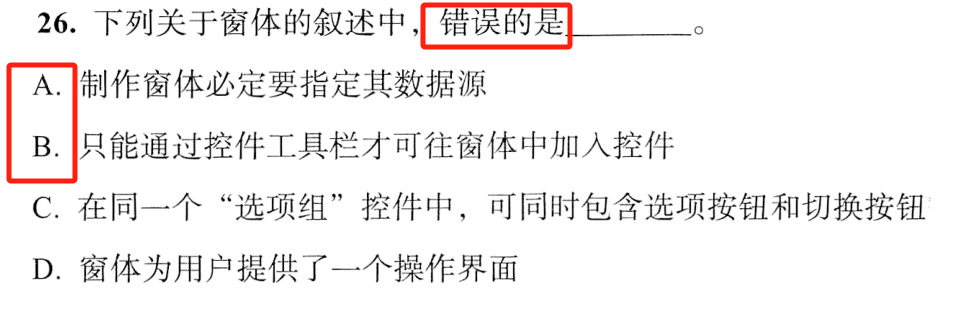 26. 下列关于窗体的叙述中，错误的是________。
A. 制作窗体必定要指定其数据源
B. 只能通过控件工具栏才可往窗体中加入控件
C. 在同一个“选项组”控件中，可同时包含选项按钮和切换按钮
D. 窗体为用户提供了一个操作界面